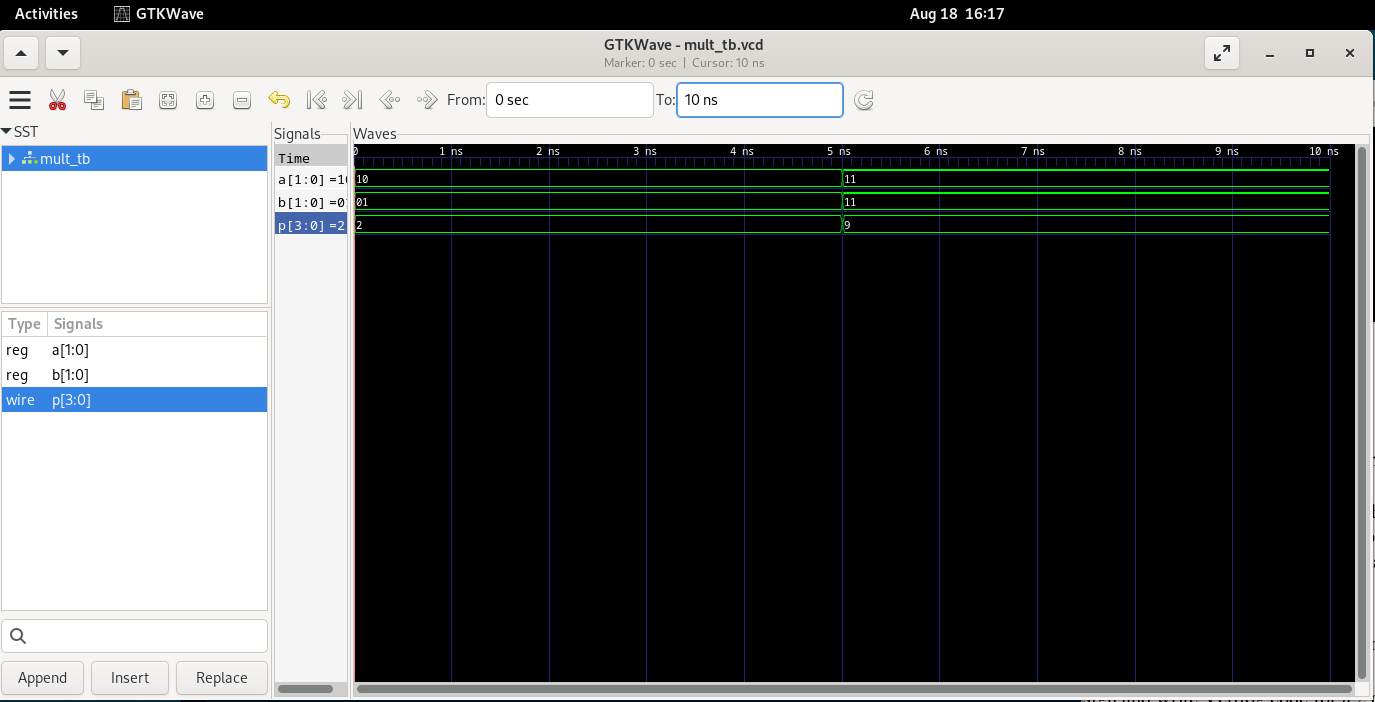 Activities GTKWave Aug 18 16:17
GTKWave - mult_tb.vcd
Marker: 0 sec | Cursor: 10 ns
From: 0 sec To: 10 ns
SST
mult_tb
Type Signals
reg a[1:0]
reg b[1:0]
wire p[3:0]
Append Insert Replace
Signals
Time
a[1:0] =10
b[1:0] =0
p[3:0] =2
Waves
0 1 ns 2 ns 3 ns 4 ns 5 ns 6 ns 7 ns 8 ns 9 ns 10 ns
10 11
01 11
2 9